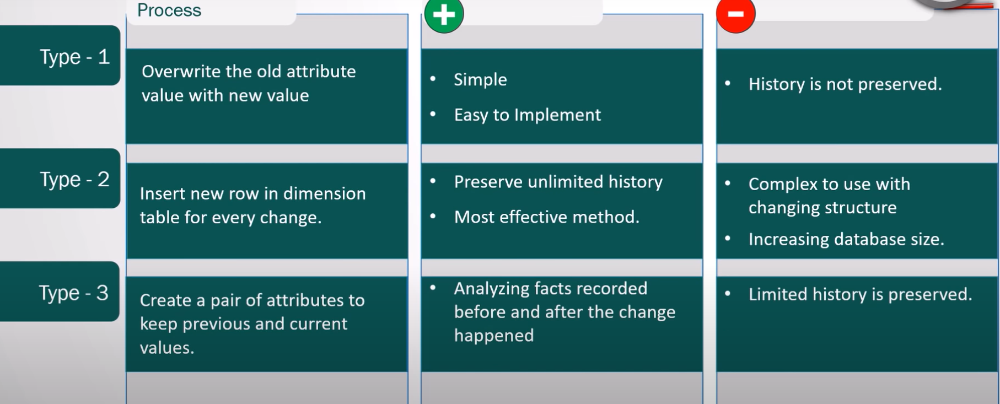 Process
Type - 1
Overwrite the old attribute
value with new value
• Simple
• Easy to Implement
• History is not preserved.
Type - 2
Insert new row in dimension
table for every change.
• Preserve unlimited history
• Most effective method.
• Complex to use with
changing structure
• Increasing database size.
Type - 3
Create a pair of attributes to
keep previous and current
values.
• Analyzing facts recorded
before and after the change
happened
• Limited history is preserved.